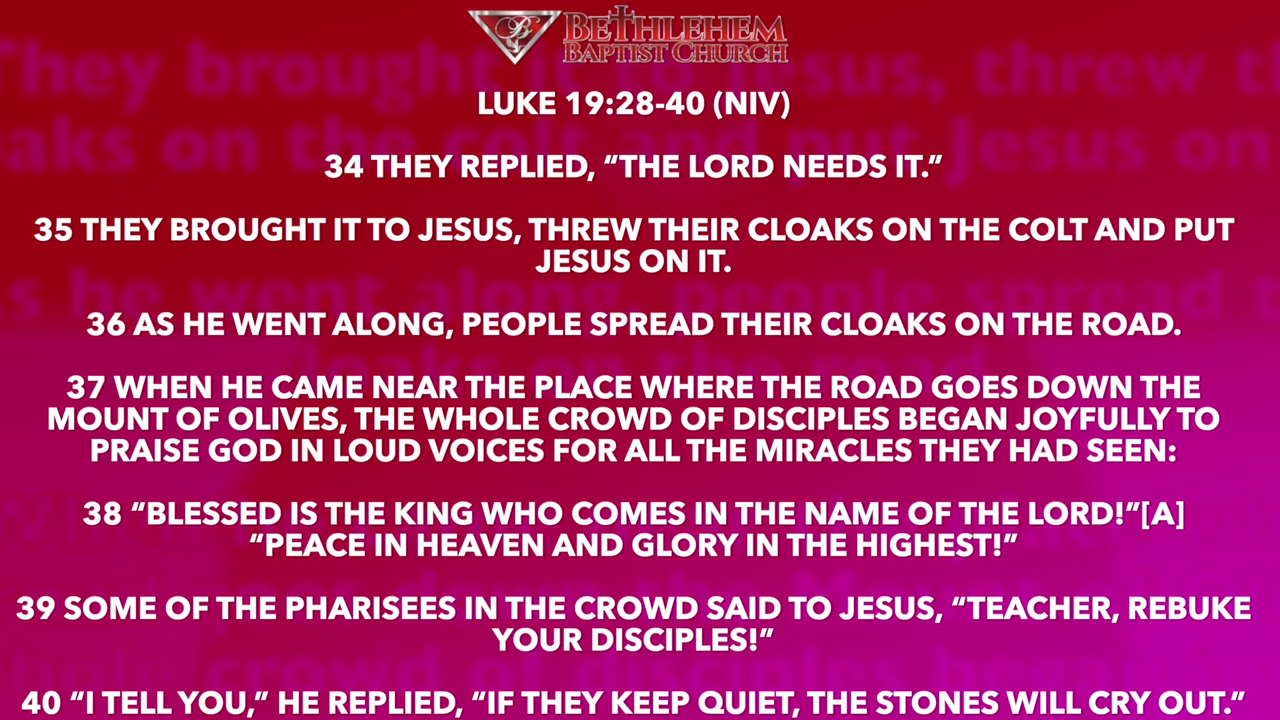 BETHLEHEM
BAPTIST CHURCH
LUKE 19:28-40 (NIV)
34 THEY REPLIED, “THE LORD NEEDS IT.”
35 THEY BROUGHT IT TO JESUS, THREW THEIR CLOAKS ON THE COLT AND PUT
JESUS ON IT.
36 AS HE WENT ALONG, PEOPLE SPREAD THEIR CLOAKS ON THE ROAD.
37 WHEN HE CAME NEAR THE PLACE WHERE THE ROAD GOES DOWN THE
MOUNT OF OLIVES, THE WHOLE CROWD OF DISCIPLES BEGAN JOYFULLY TO
PRAISE GOD IN LOUD VOICES FOR ALL THE MIRACLES THEY HAD SEEN:
38 “BLESSED IS THE KING WHO COMES IN THE NAME OF THE LORD!”[A]
“PEACE IN HEAVEN AND GLORY IN THE HIGHEST!”
39 SOME OF THE PHARISEES IN THE CROWD SAID TO JESUS, “TEACHER, REBUKE
YOUR DISCIPLES!”
40 “I TELL YOU,” HE REPLIED, “IF THEY KEEP QUIET, THE STONES WILL CRY OUT.”